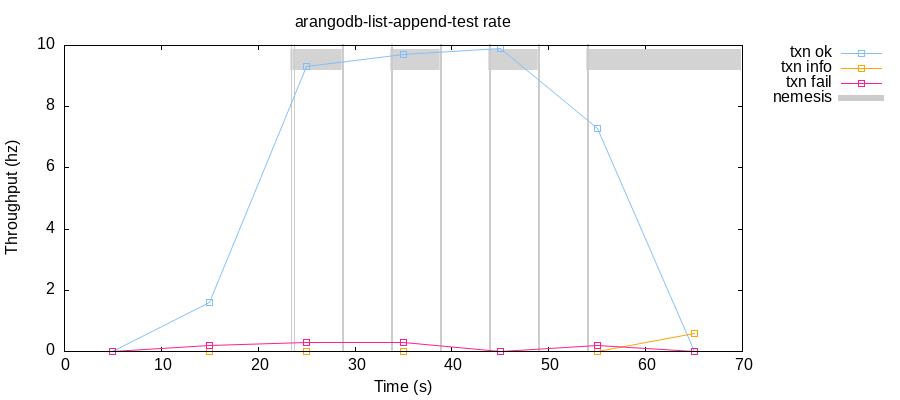 arangodb-list-append-test rate
txn ok
txn info
txn fail
nemesis
Throughput (hz)
10
8
6
4
2
0
0 10 20 30 40 50 60 70
Time (s)